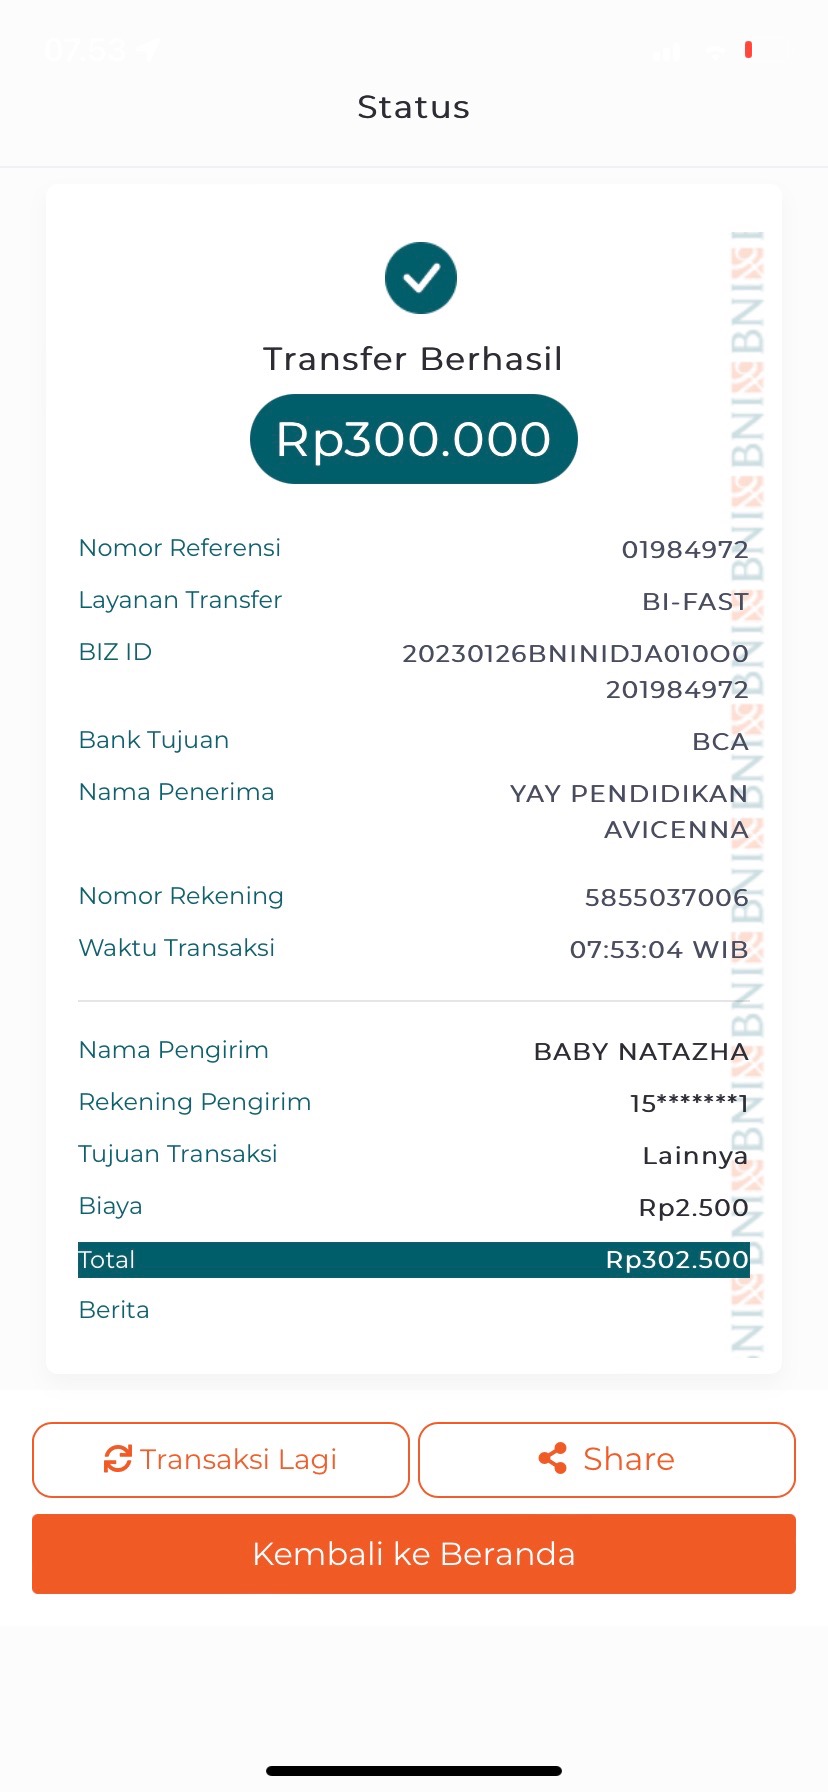 07.53
Status
Transfer Berhasil
Rp300.000
Nomor Referensi 01984972
Layanan Transfer BI-FAST
BIZ ID 20230126BNINIDJA010O0
201984972
Bank Tujuan BCA
Nama Penerima YAY PENDIDIKAN
AVICENNA
Nomor Rekening 5855037006
Waktu Transaksi 07:53:04 WIB
Nama Pengirim BABY NATAZHA
Rekening Pengirim 15*******1
Tujuan Transaksi Lainnya
Biaya Rp2.500
Total Rp302.500
Berita
BNI BNI BNI BNI BNI BNI BNI BNI BNI
Transaksi Lagi
Share
Kembali ke Beranda